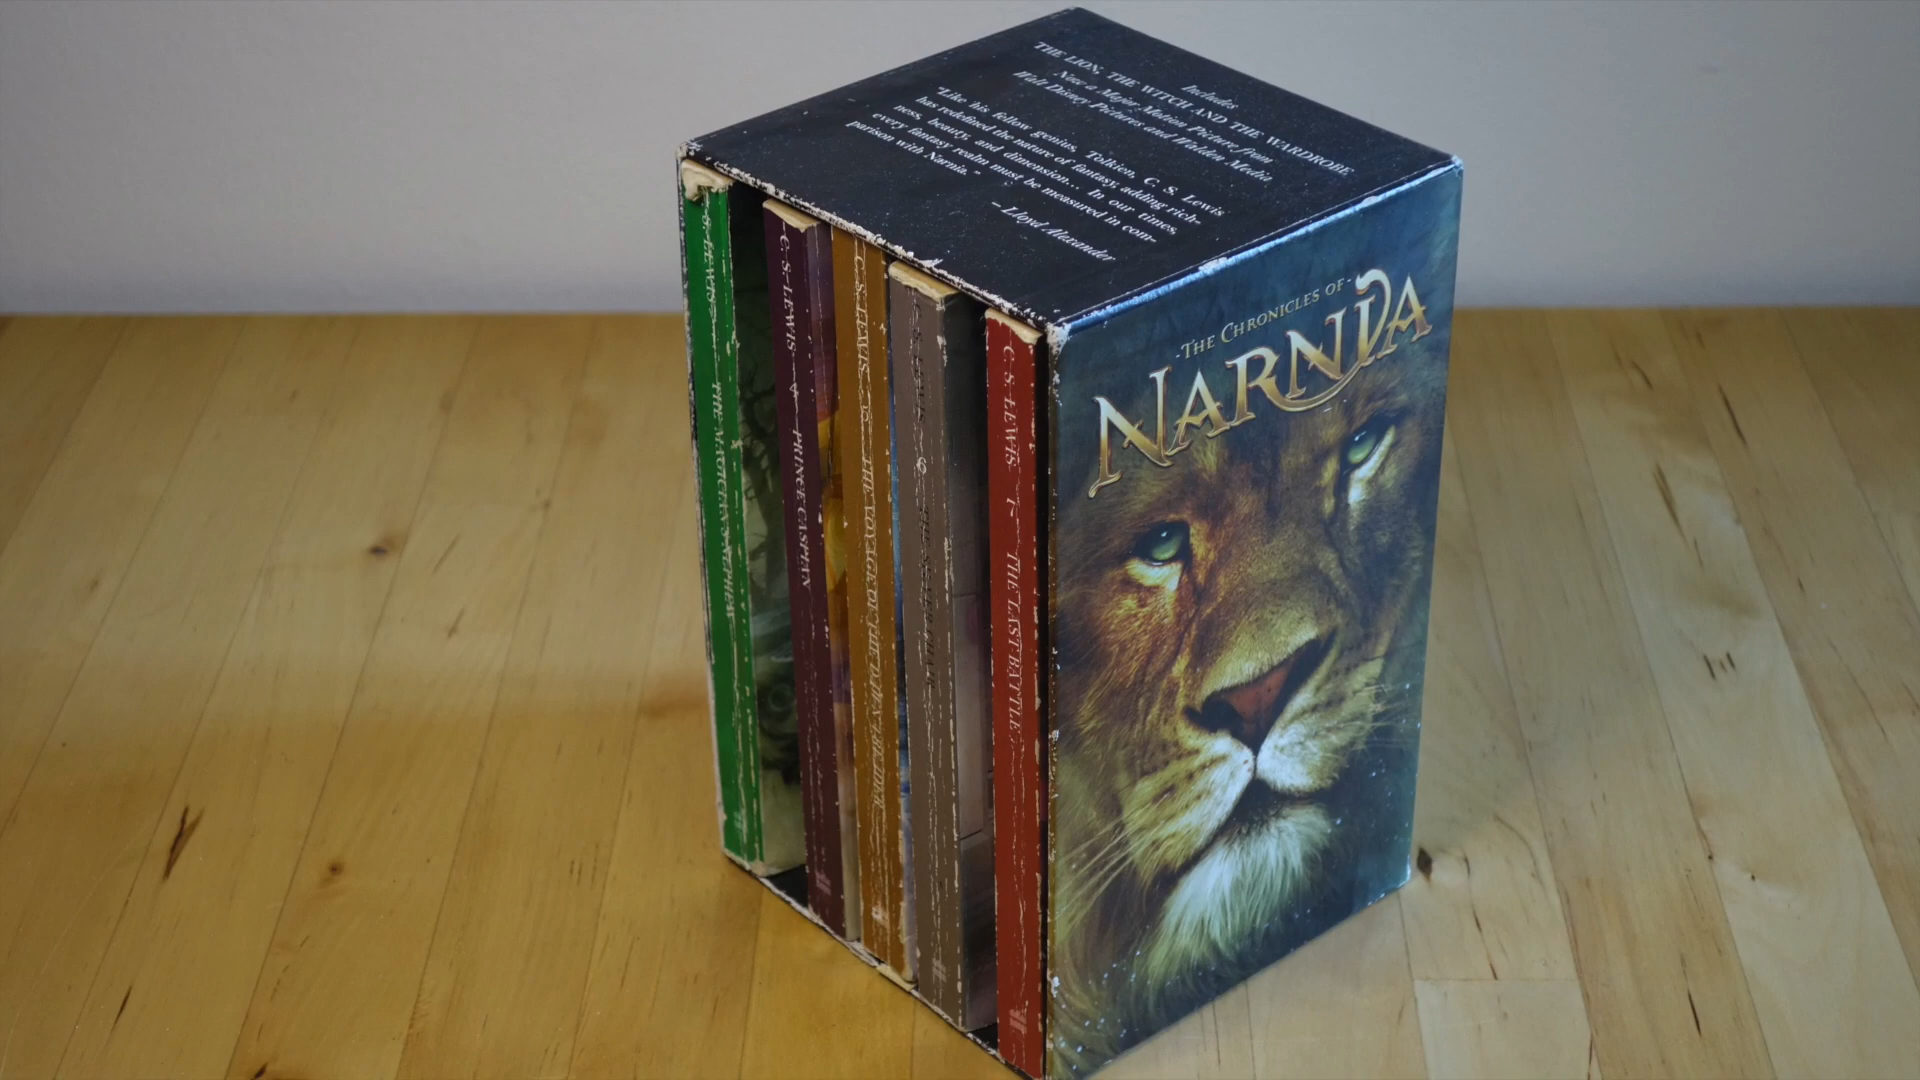 Includes
THE LION, THE WITCH AND THE WARDROBE
Now a Major Motion Picture from
Walt Disney Pictures and Walden Media
"Like his fellow genius, Tolkien, C. S. Lewis
has redefined the nature of fantasy, adding rich-
ness, beauty, and dimension… In our times,
every fantasy realm must be measured in com-
parison with Narnia."
– Lloyd Alexander
-THE CHRONICLES OF-
NARNIA
C. S. LEWIS THE MAGICIAN'S NEPHEW
C. S. LEWIS 4 PRINCE CASPIAN
C. S. LEWIS THE VOYAGE OF THE DAWN TREADER
C. S. LEWIS 6 THE SILVER CHAIR
C. S. LEWIS 7 THE LAST BATTLE